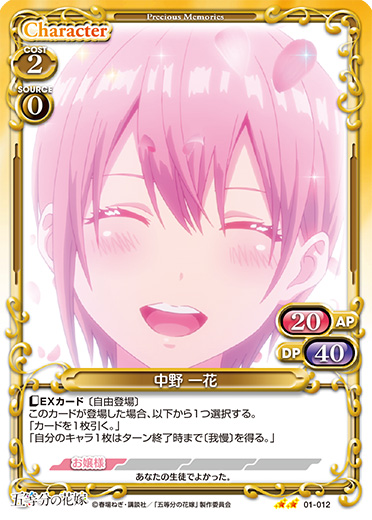 Precious Memories
Character
COST
2
SOURCE
0
20 AP
DP 40
中野 一花
EXカード〔自由登場〕
このカードが登場した場合、以下から1つ選択する。
「カードを1枚引く。」
「自分のキャラ1枚はターン終了時まで〔我慢〕を得る。」
お嬢様
あなたの生徒でよかった。
五等分の花嫁
©春場ねぎ・講談社/「五等分の花嫁」製作委員会
01-012